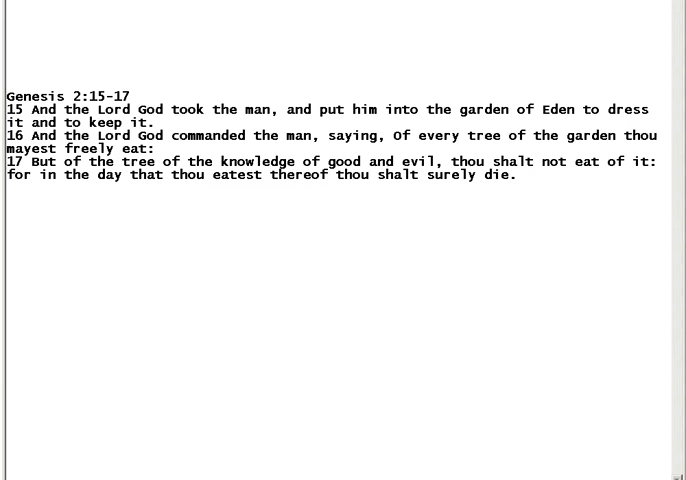 Genesis 2:15-17
15 And the Lord God took the man, and put him into the garden of Eden to dress
it and to keep it.
16 And the Lord God commanded the man, saying, Of every tree of the garden thou
mayest freely eat:
17 But of the tree of the knowledge of good and evil, thou shalt not eat of it:
for in the day that thou eatest thereof thou shalt surely die.